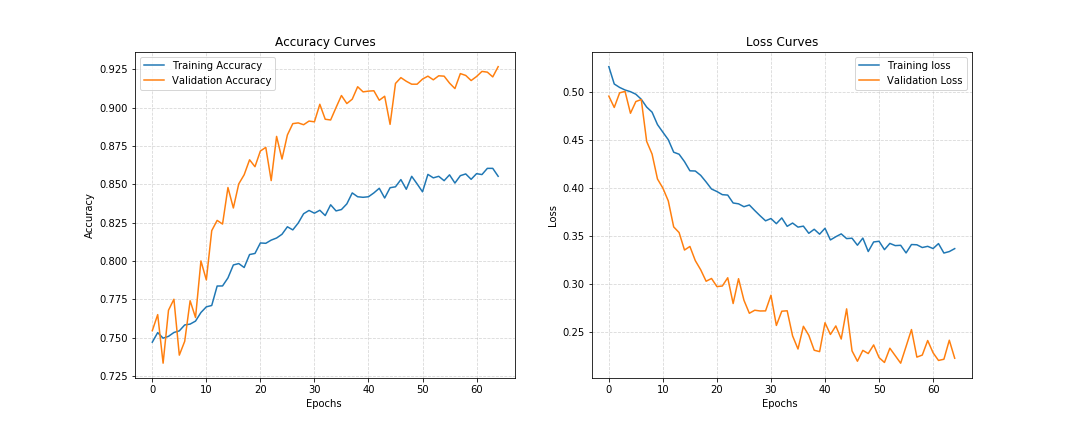 Accuracy Curves
Training Accuracy
Validation Accuracy
0.925
0.900
0.875
0.850
0.825
0.800
0.775
0.750
0.725
Accuracy
0 10 20 30 40 50 60
Epochs
Loss Curves
Training loss
Validation Loss
0.50
0.45
0.40
0.35
0.30
0.25
Loss
0 10 20 30 40 50 60
Epochs